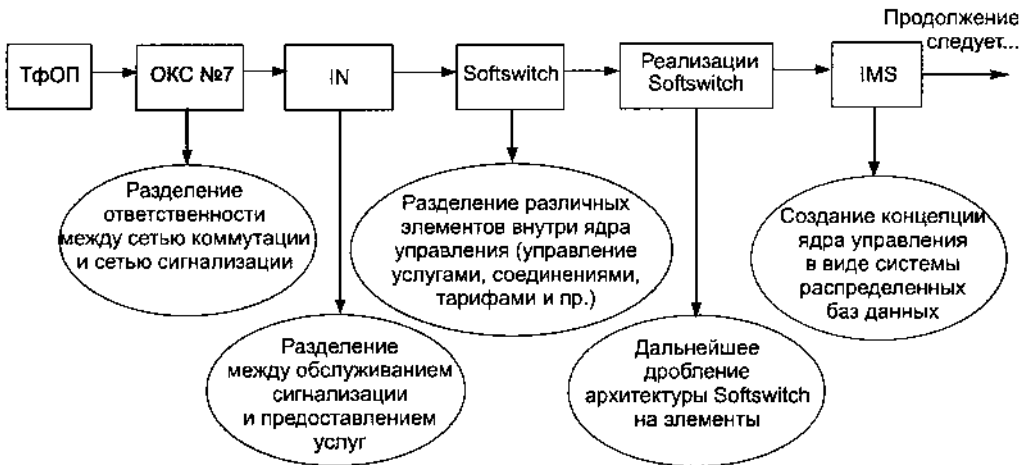 Продолжение
следует...
ТфОП
ОКС №7
IN
Softswitch
Реализации
Softswitch
IMS
Разделение
ответственности
между сетью коммутации
и сетью сигнализации
Разделение различных
элементов внутри ядра
управления (управление
услугами, соединениями,
тарифами и пр.)
Создание концепции
ядра управления
в виде системы
распределенных
баз данных
Разделение
между обслуживанием
сигнализации
и предоставлением
услуг
Дальнейшее
дробление
архитектуры Softswitch
на элементы